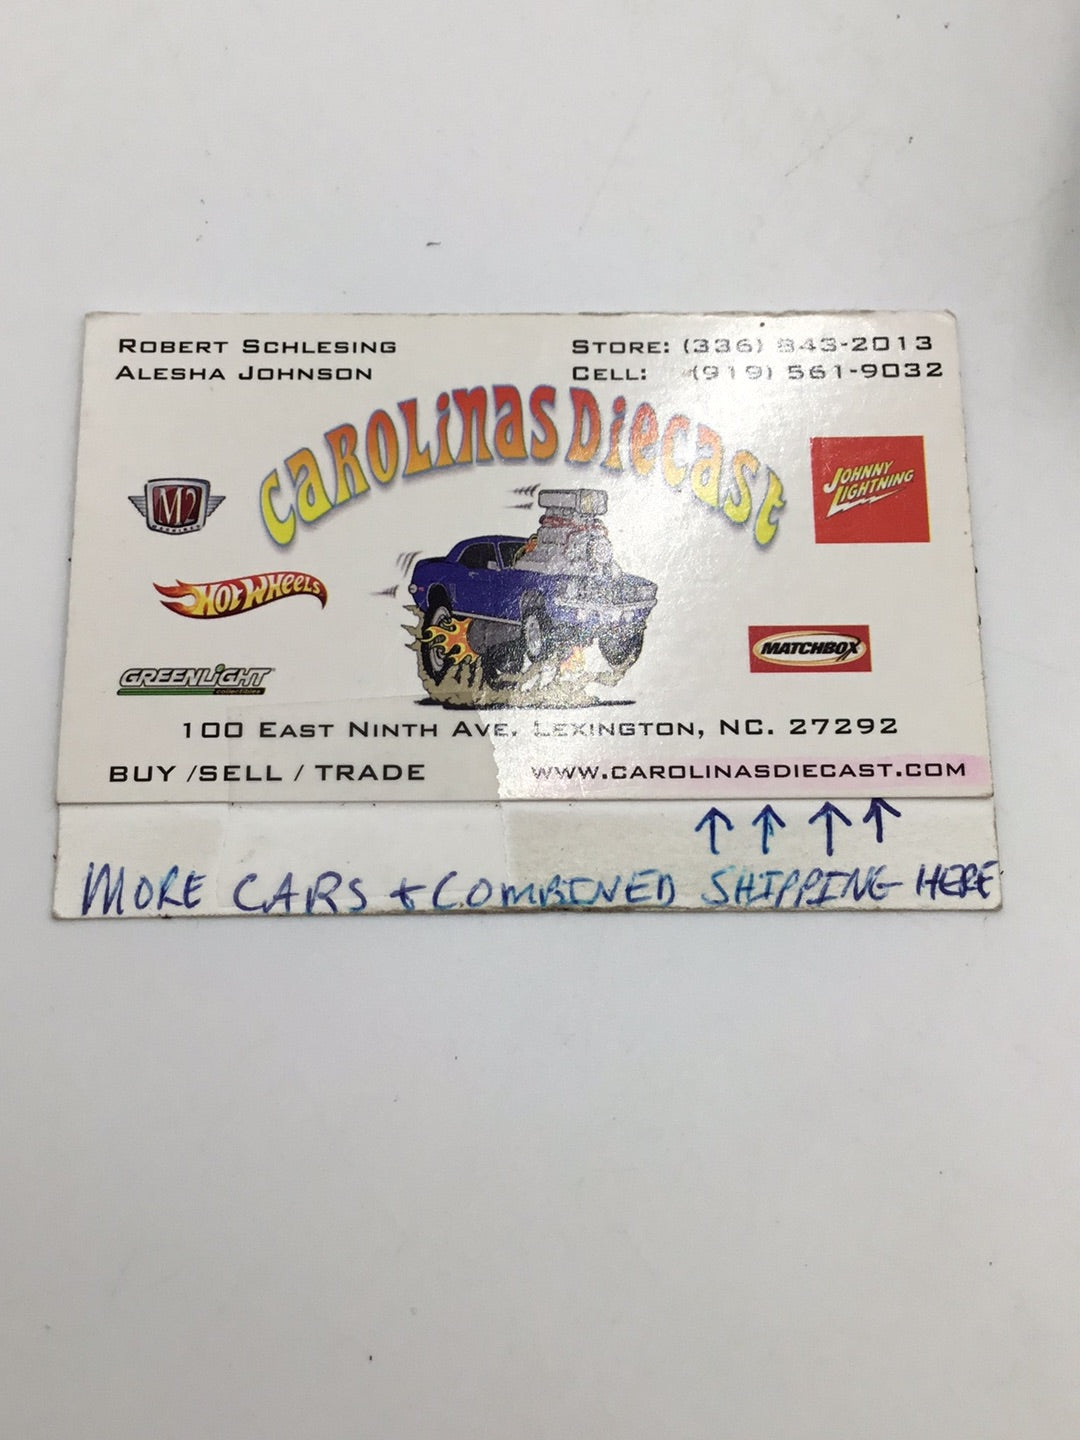 ROBERT SCHLESING
ALESHA JOHNSON
STORE: (336) 843-2013
CELL: (919) 561-9032
CAROLINAS DIECAST
M2
MACHINES
JOHNNY
LIGHTNING
HOT WHEELS
MATCHBOX
GREENLIGHT
collectibles
100 EAST NINTH AVE. LEXINGTON, NC. 27292
BUY /SELL / TRADE
WWW.CAROLINASDIECAST.COM
↑ ↑ ↑ ↑
MORE CARS + COMBINED SHIPPING HERE